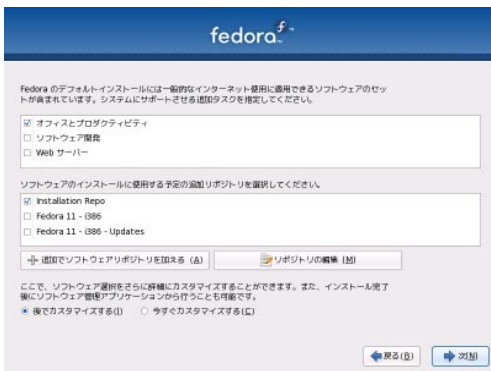 fedora
Fedora のデフォルトインストールには一般的なインターネット使用に適用できるソフトウェアのセッ
トが含まれています。システムにサポートさせる追加タスクを指定してください。
オフィスとプロダクティビティ
ソフトウェア開発
Web サーバー
ソフトウェアのインストールに使用する予定の追加リポジトリを選択してください。
Installation Repo
Fedora 11 - i386
Fedora 11 - i386 - Updates
追加でソフトウェアリポジトリを加える (A)
リポジトリの編集 (M)
ここで、ソフトウェア選択をさらに詳細にカスタマイズすることができます。また、インストール完了
後にソフトウェア管理アプリケーションから行うことも可能です。
後でカスタマイズする(l)
今すぐカスタマイズする(C)
戻る(B)
次(N)